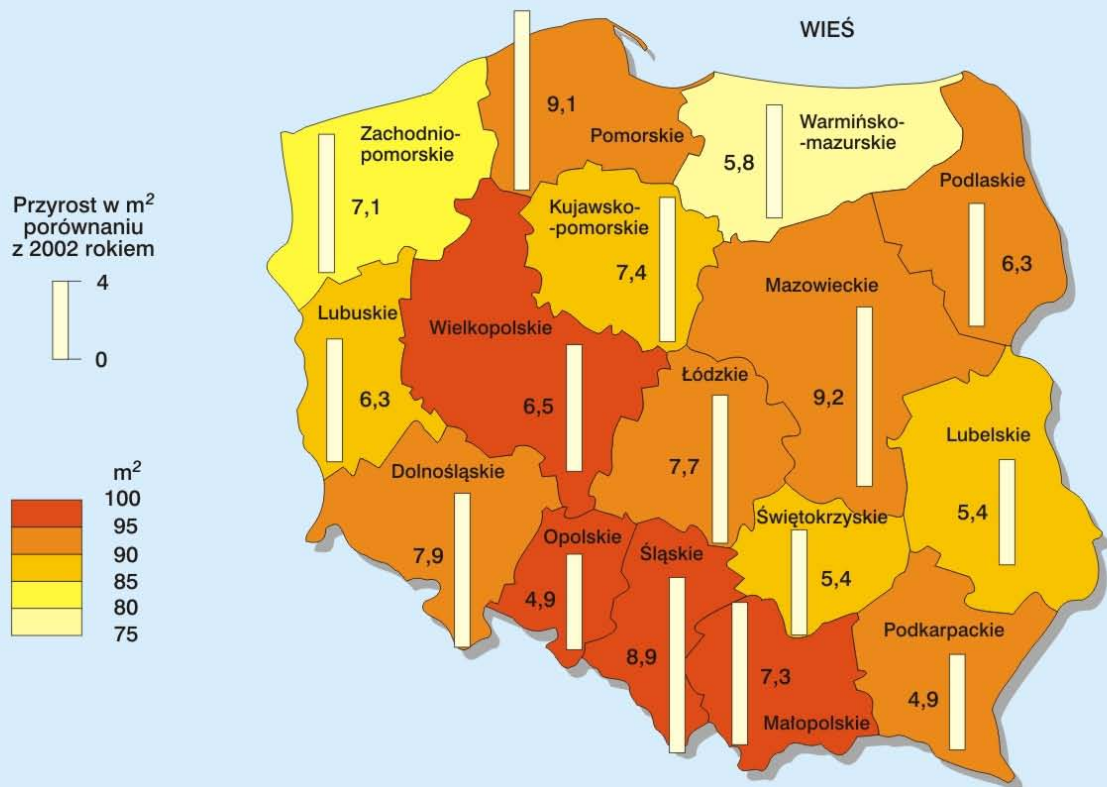 WIEŚ
9,1
Pomorskie
Zachodnio-
pomorskie
7,1
Warmińsko-
-mazurskie
5,8
Podlaskie
6,3
Przyrost w m²
porównaniu
z 2002 rokiem
4
0
Kujawsko-
-pomorskie
7,4
Mazowieckie
9,2
Lubuskie
6,3
Wielkopolskie
6,5
Łódzkie
7,7
Lubelskie
5,4
Dolnośląskie
7,9
m²
100
95
90
85
80
75
Opolskie
4,9
Śląskie
8,9
Świętokrzyskie
5,4
7,3
Małopolskie
Podkarpackie
4,9